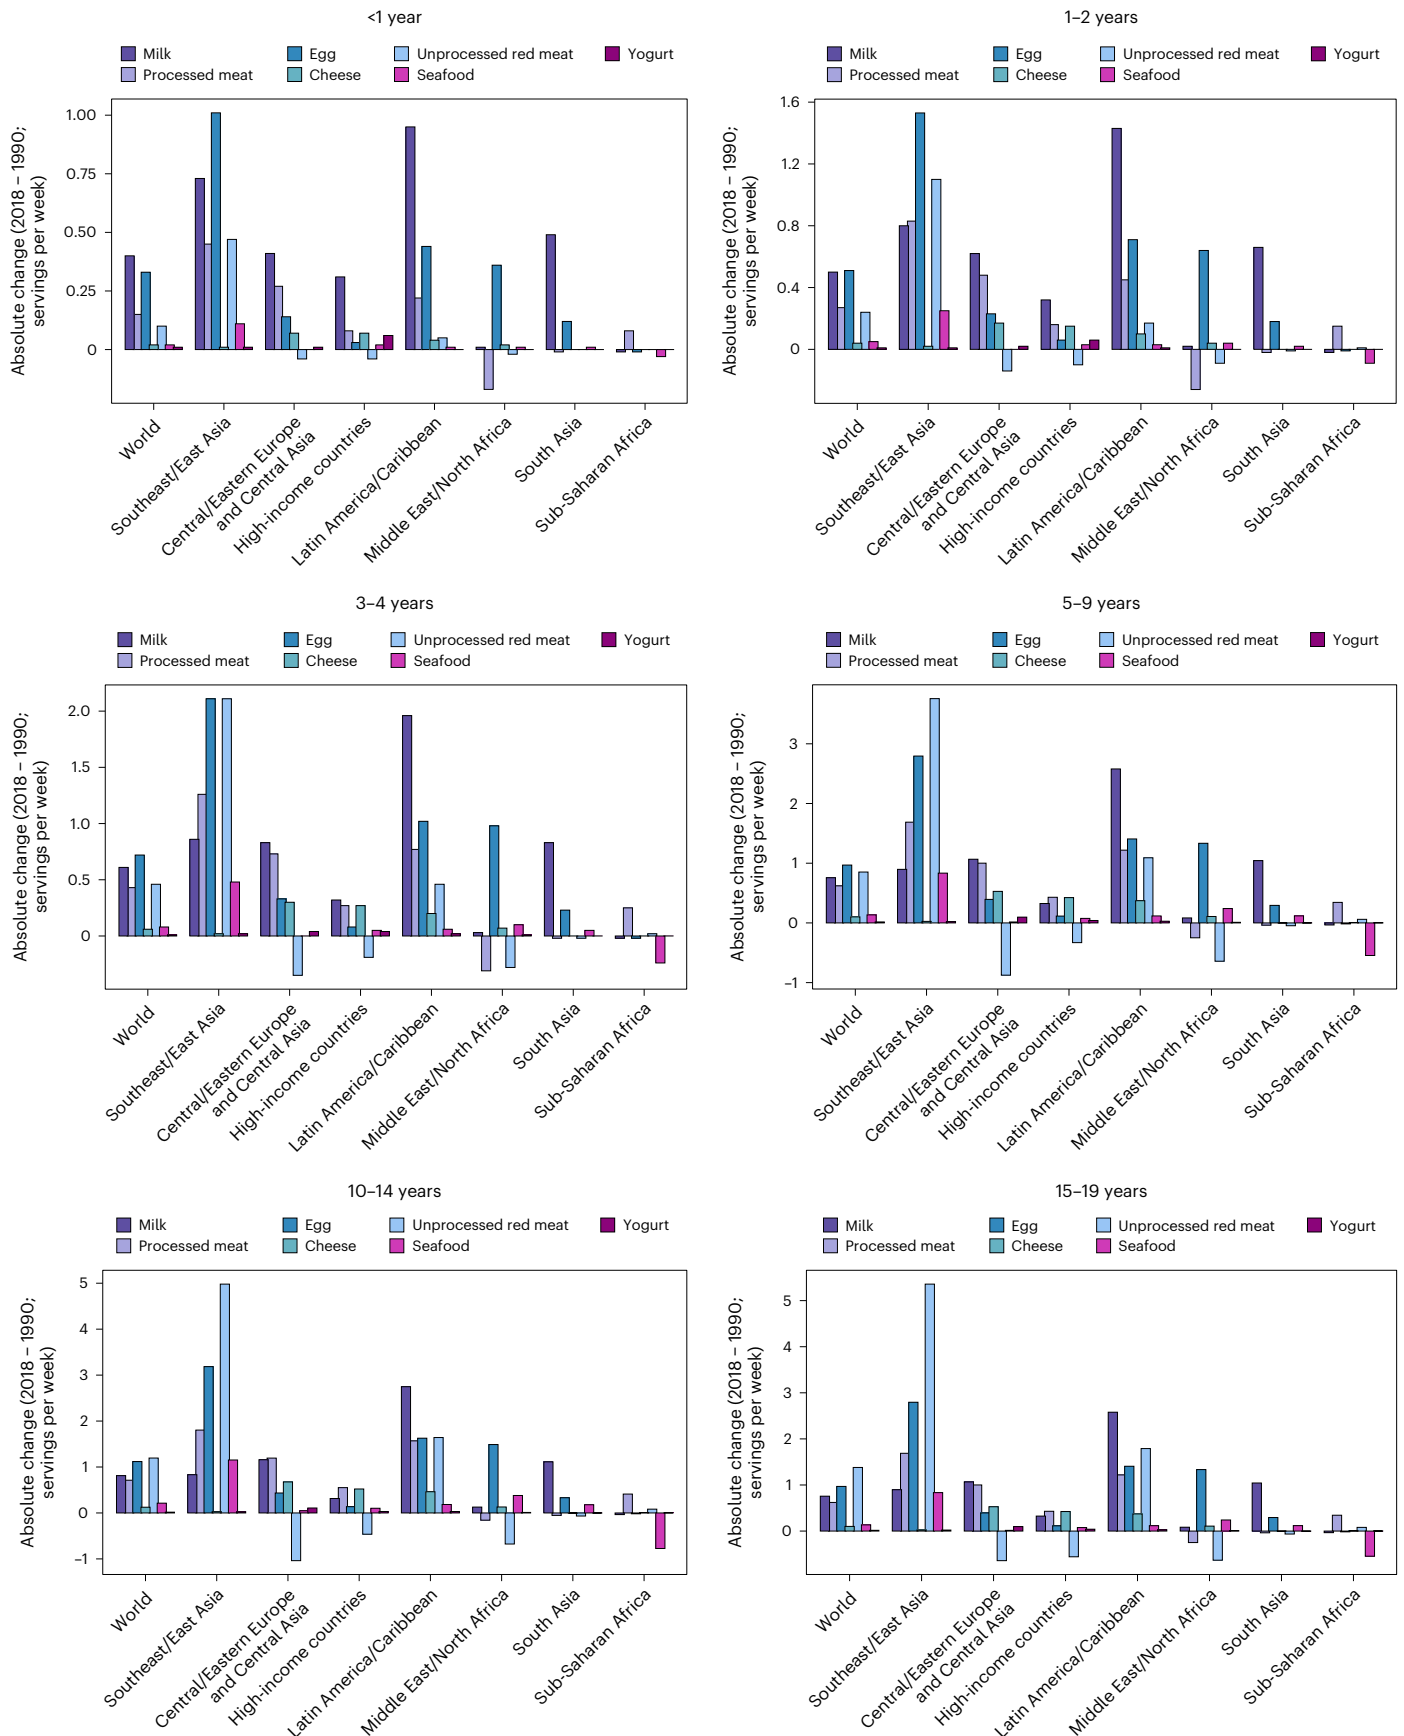 <1 year
Milk Egg Unprocessed red meat Yogurt
Processed meat Cheese Seafood
Absolute change (2018 – 1990;
servings per week)
1.00
0.75
0.50
0.25
0
World
Southeast/East Asia
Central/Eastern Europe
and Central Asia
High-income countries
Latin America/Caribbean
Middle East/North Africa
South Asia
Sub-Saharan Africa
1–2 years
Milk Egg Unprocessed red meat Yogurt
Processed meat Cheese Seafood
Absolute change (2018 – 1990;
servings per week)
1.6
1.2
0.8
0.4
0
World
Southeast/East Asia
Central/Eastern Europe
and Central Asia
High-income countries
Latin America/Caribbean
Middle East/North Africa
South Asia
Sub-Saharan Africa
3–4 years
Milk Egg Unprocessed red meat Yogurt
Processed meat Cheese Seafood
Absolute change (2018 – 1990;
servings per week)
2.0
1.5
1.0
0.5
0
World
Southeast/East Asia
Central/Eastern Europe
and Central Asia
High-income countries
Latin America/Caribbean
Middle East/North Africa
South Asia
Sub-Saharan Africa
5–9 years
Milk Egg Unprocessed red meat Yogurt
Processed meat Cheese Seafood
Absolute change (2018 – 1990;
servings per week)
3
2
1
0
–1
World
Southeast/East Asia
Central/Eastern Europe
and Central Asia
High-income countries
Latin America/Caribbean
Middle East/North Africa
South Asia
Sub-Saharan Africa
10–14 years
Milk Egg Unprocessed red meat Yogurt
Processed meat Cheese Seafood
Absolute change (2018 – 1990;
servings per week)
5
4
3
2
1
0
–1
World
Southeast/East Asia
Central/Eastern Europe
and Central Asia
High-income countries
Latin America/Caribbean
Middle East/North Africa
South Asia
Sub-Saharan Africa
15–19 years
Milk Egg Unprocessed red meat Yogurt
Processed meat Cheese Seafood
Absolute change (2018 – 1990;
servings per week)
5
4
3
2
1
0
World
Southeast/East Asia
Central/Eastern Europe
and Central Asia
High-income countries
Latin America/Caribbean
Middle East/North Africa
South Asia
Sub-Saharan Africa